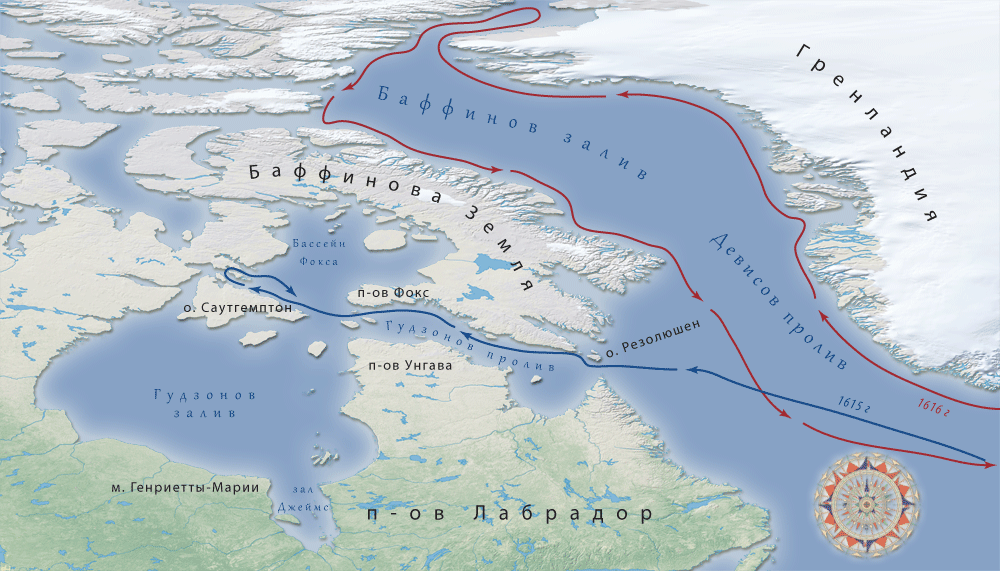 Гренландия
Баффинов залив
Баффинова Земля
Девисов пролив
Бассейн
Фокса
о. Саутгемптон
п-ов Фокс
Гудзонов пролив
о. Резолюшен
п-ов Унгава
Гудзонов
залив
1615 г
1616 г
м. Генриетты-Марии
зал
Джеймс
п-ов Лабрадор